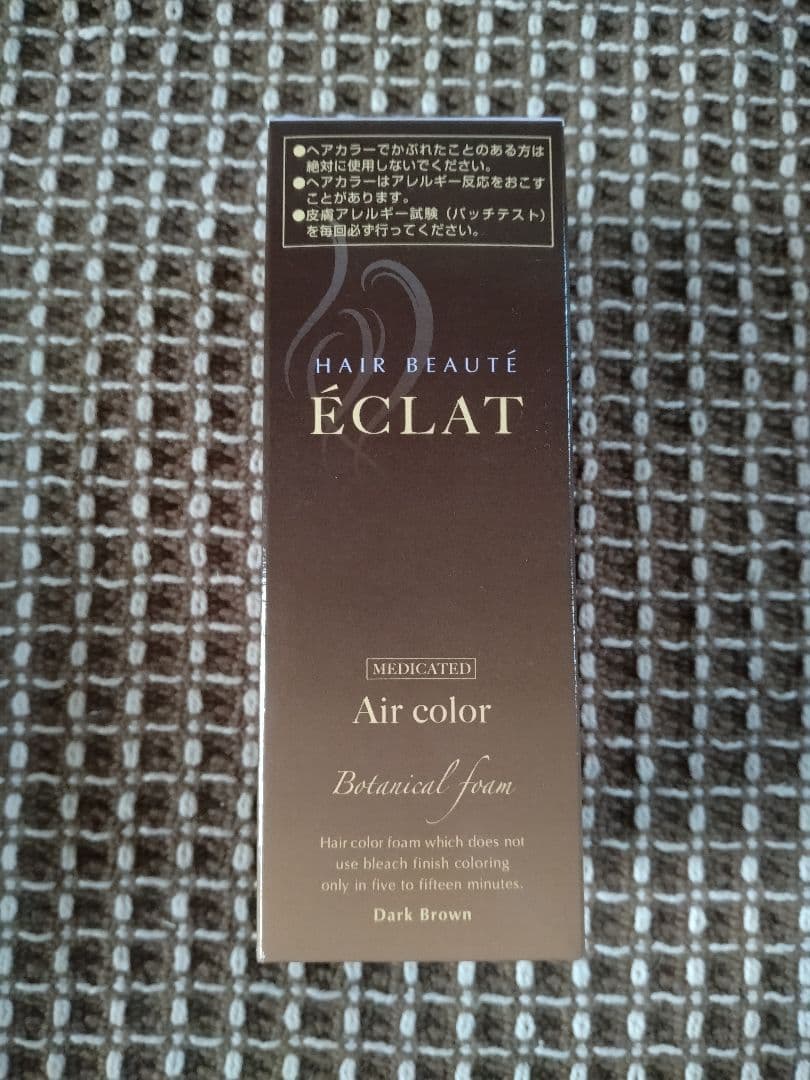 ●ヘアカラーでかぶれたことのある方は
絶対に使用しないでください。
●ヘアカラーはアレルギー反応をおこす
ことがあります。
●皮膚アレルギー試験（パッチテスト）
を毎回必ず行ってください。
HAIR BEAUTÉ
ÉCLAT
MEDICATED
Air color
Botanical foam
Hair color foam which does not
use bleach finish coloring
only in five to fifteen minutes.
Dark Brown